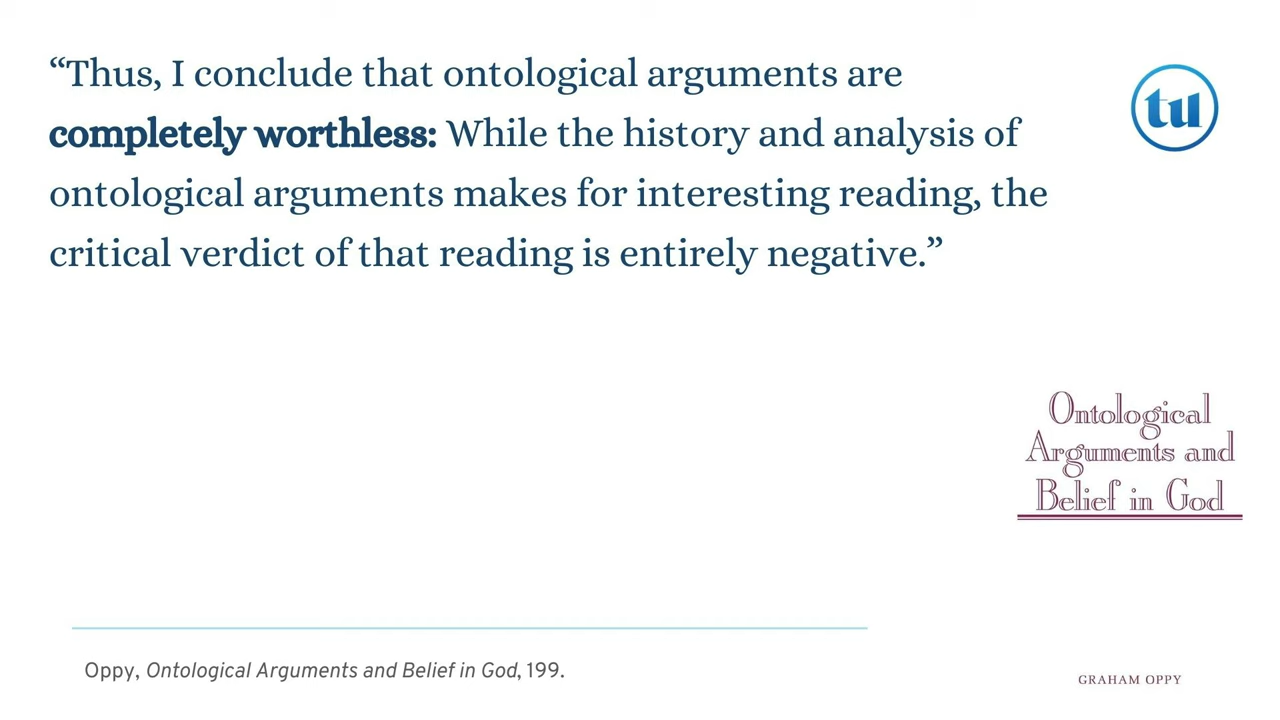 “Thus, I conclude that ontological arguments are
completely worthless: While the history and analysis of
ontological arguments makes for interesting reading, the
critical verdict of that reading is entirely negative.”
tu
Ontological
Arguments and
Belief in God
Oppy, Ontological Arguments and Belief in God, 199.
GRAHAM OPPY